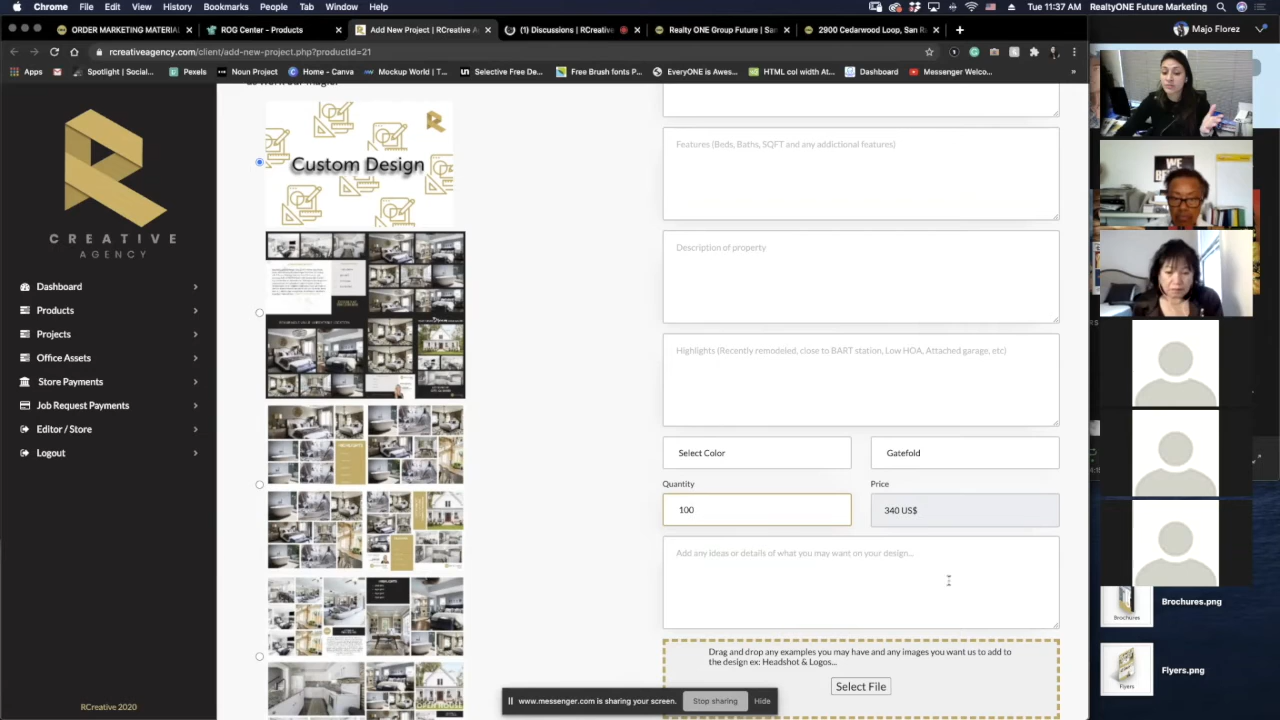 Chrome File Edit View History Bookmarks People Tab Window Help
Tue 11:37 AM RealtyONE Future Marketing
ORDER MARKETING MATERIAL
ROG Center - Products
Add New Project | RCreative A
(1) Discussions | RCreative
Realty ONE Group Future | San
2900 Cedarwood Loop, San R
Majo Florez
rcreativeagency.com/client/add-new-project.php?productId=21
Apps
Spotlight | Social...
Pexels
Noun Project
Home - Canva
Mockup World | T...
Selective Free De...
Free Brush fonts P...
EveryONE is Awes...
HTML col width At...
Dashboard
Messenger Welco...
»
CREATIVE
AGENCY
Dashboard
Products
Projects
Office Assets
Store Payments
Job Request Payments
Editor / Store
Logout
RCreative 2020
Custom Design
Features (Beds, Baths, SQFT and any addictional features)
Description of property
Highlights (Recently remodeled, close to BART station, Low HOA, Attached garage, etc)
Select Color
Gatefold
Quantity
Price
100
340 US$
Add any ideas or details of what you may want on your design...
Drag and drop any examples you may have and any images you want us to add to
the design ex: Headshot & Logos...
Select File
www.messenger.com is sharing your screen.
Stop sharing
Hide
Brochures
Brochures.png
Flyers
Flyers.png